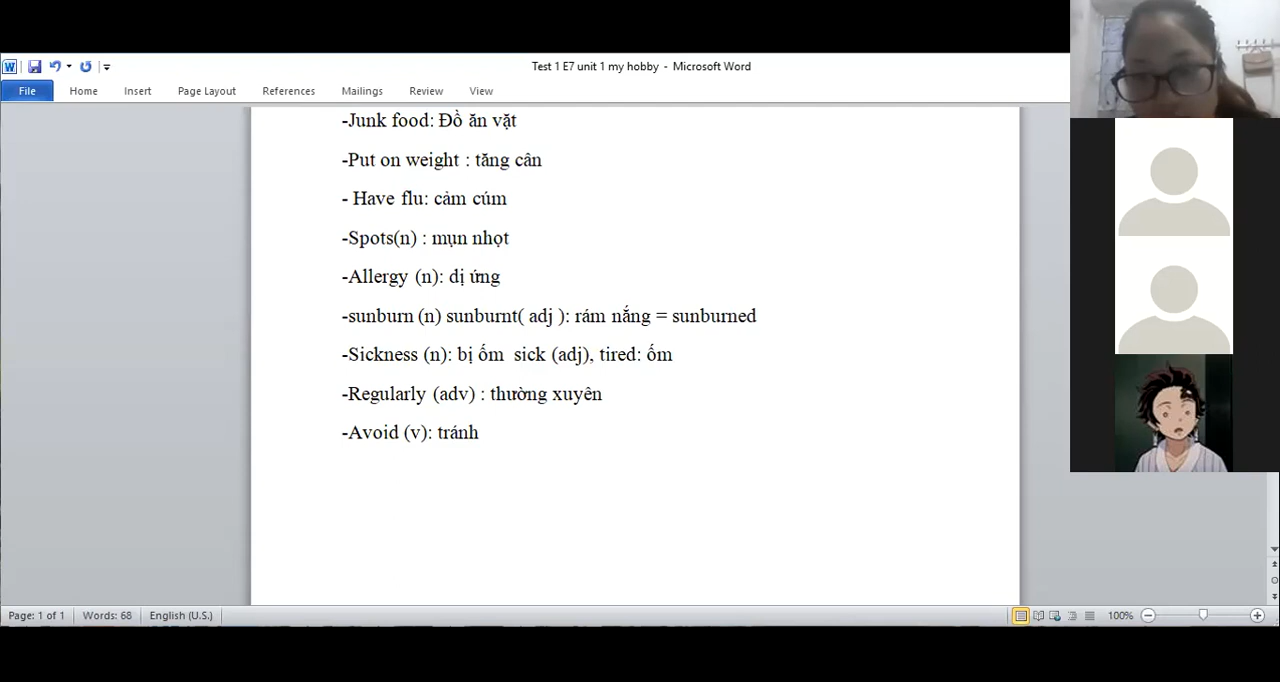 Test 1 E7 unit 1 my hobby - Microsoft Word
File Home Insert Page Layout References Mailings Review View
-Junk food: Đồ ăn vặt
-Put on weight : tăng cân
- Have flu: cảm cúm
-Spots(n) : mụn nhọt
-Allergy (n): dị ứng
-sunburn (n) sunburnt( adj ): rám nắng = sunburned
-Sickness (n): bị ốm  sick (adj), tired: ốm
-Regularly (adv) : thường xuyên
-Avoid (v): tránh
Page: 1 of 1 Words: 68 English (U.S.) 100%